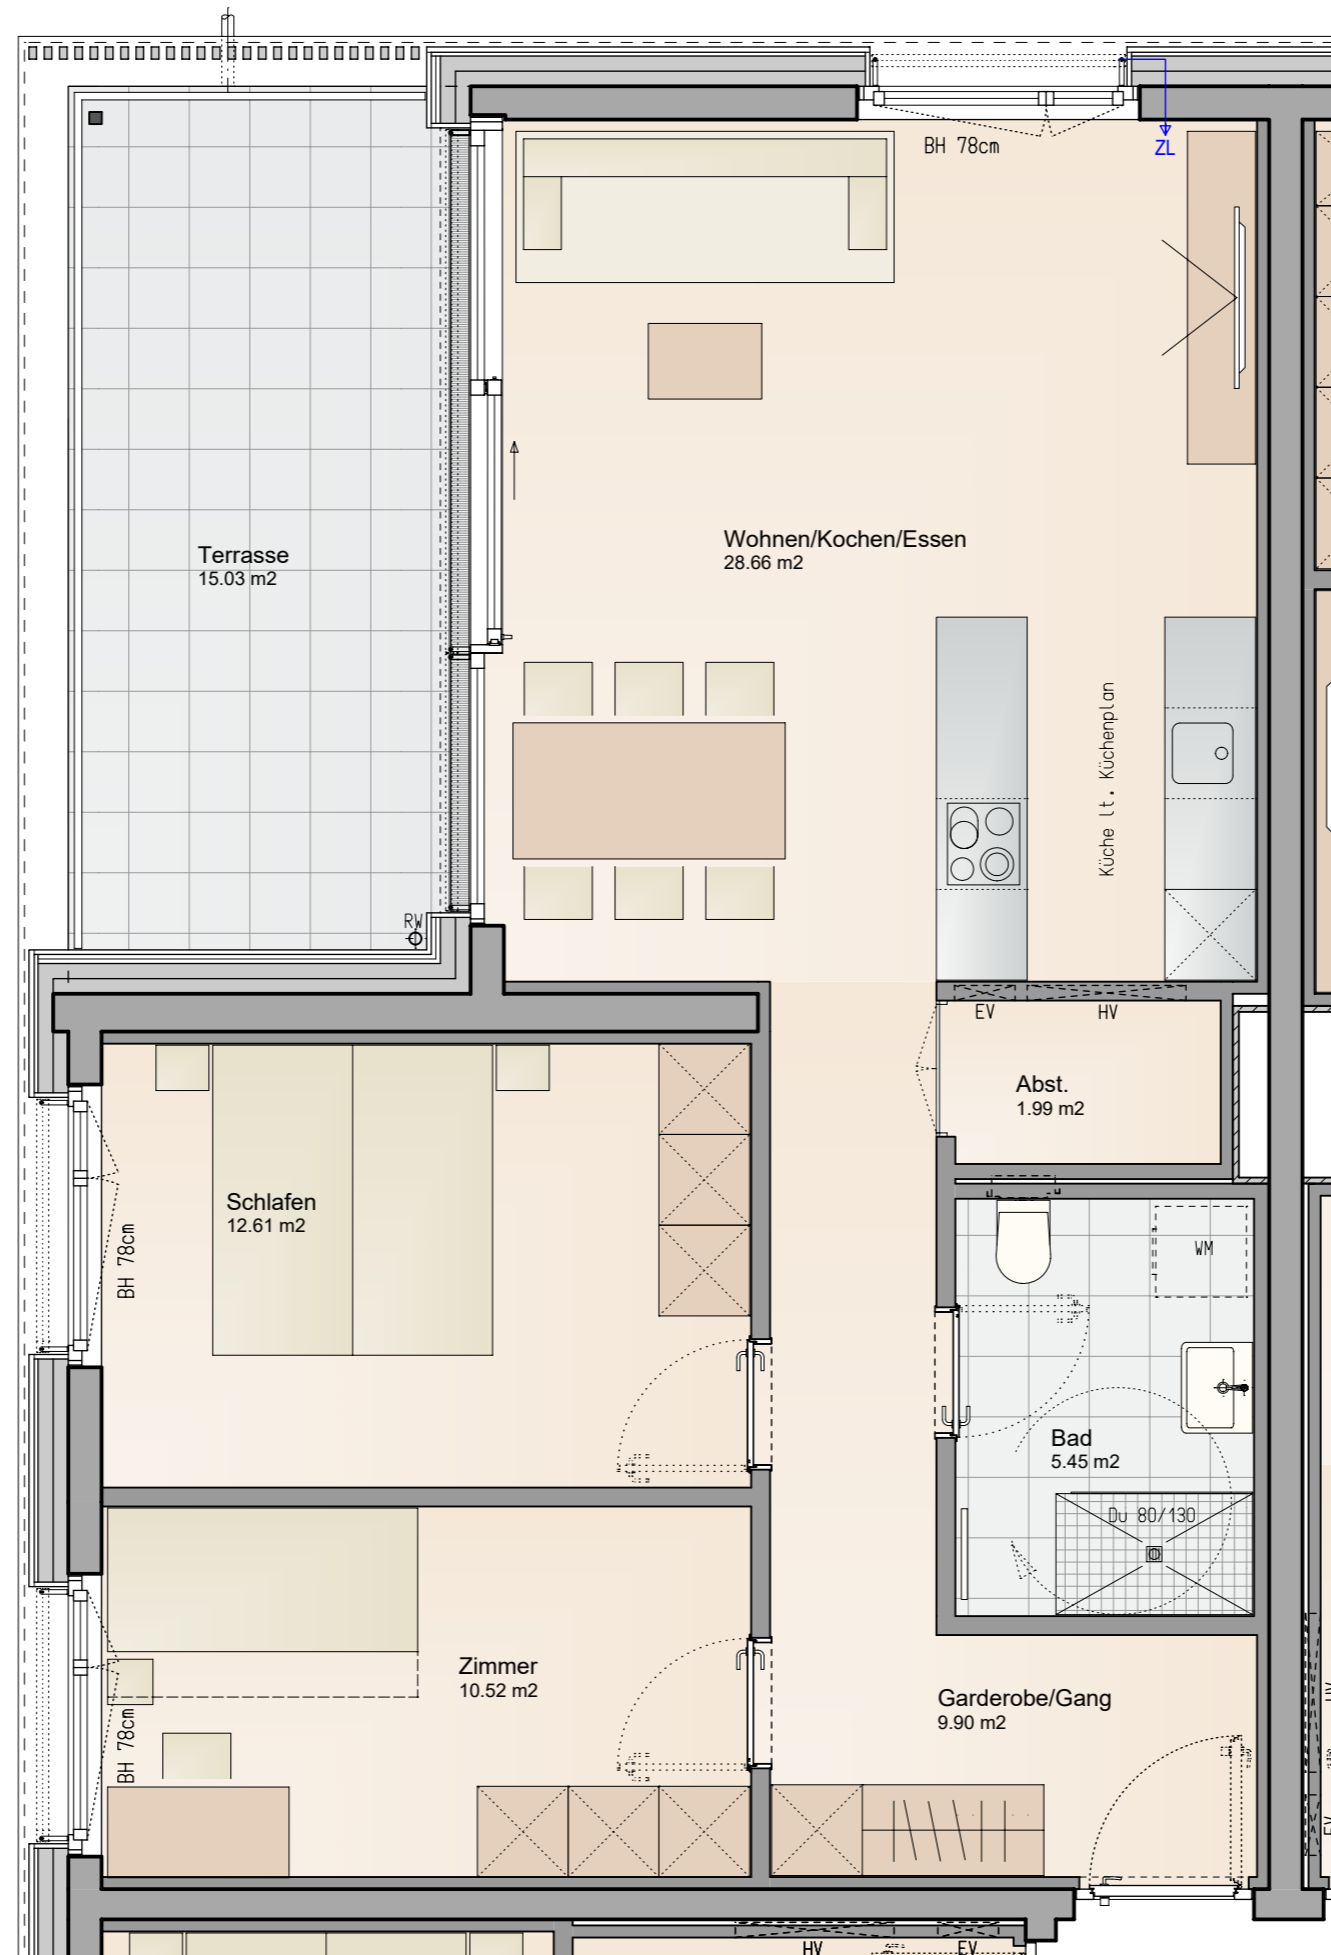 BH 78cm
ZL
Wohnen/Kochen/Essen
28.66 m2
Terrasse
15.03 m2
Küche lt. Küchenplan
RW
EV
HV
Abst.
1.99 m2
Schlafen
12.61 m2
BH 78cm
WM
Bad
5.45 m2
Du 80/130
Zimmer
10.52 m2
BH 78cm
Garderobe/Gang
9.90 m2
HV
EV
HV
EV